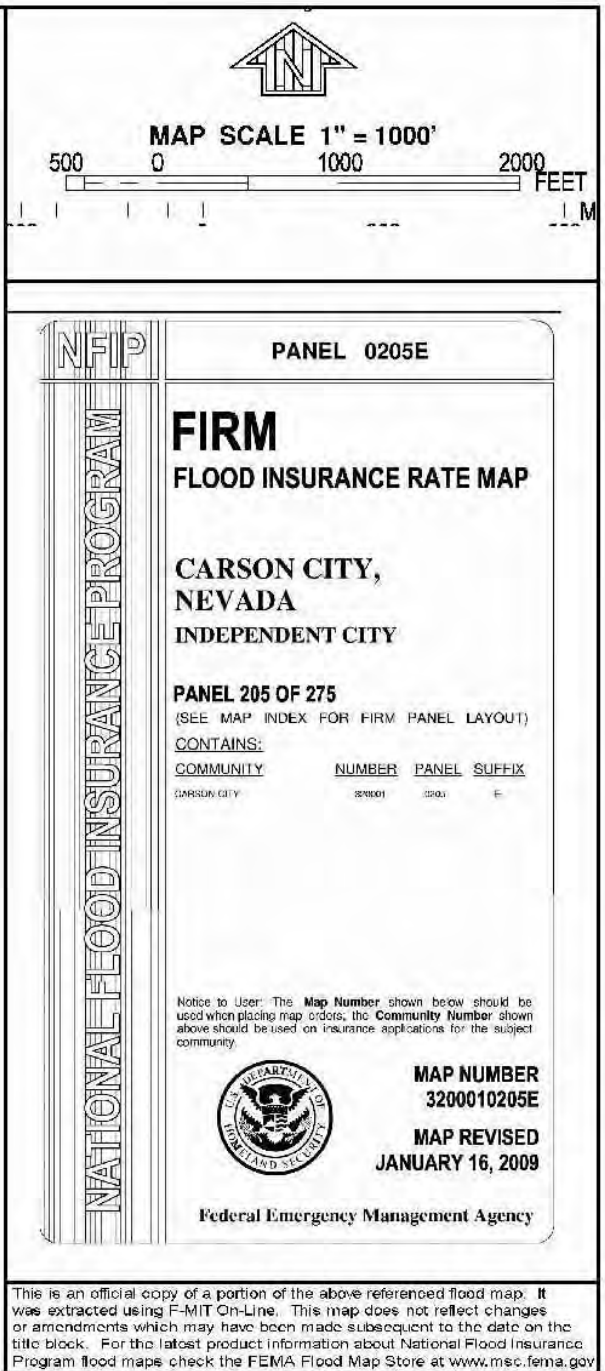 N
MAP SCALE 1" = 1000'
500 0 1000 2000
FEET
M
NFIP
PANEL 0205E
NATIONAL FLOOD INSURANCE PROGRAM
FIRM
FLOOD INSURANCE RATE MAP
CARSON CITY,
NEVADA
INDEPENDENT CITY
PANEL 205 OF 275
(SEE MAP INDEX FOR FIRM PANEL LAYOUT)
CONTAINS:
COMMUNITY NUMBER PANEL SUFFIX
CARSON CITY 320001 0205 E
Notice to User: The Map Number shown below should be
used when placing map orders; the Community Number shown
above should be used on insurance applications for the subject
community.
U.S. DEPARTMENT OF HOMELAND SECURITY
MAP NUMBER
3200010205E
MAP REVISED
JANUARY 16, 2009
Federal Emergency Management Agency
This is an official copy of a portion of the above referenced flood map. It
was extracted using F-MIT On-Line. This map does not reflect changes
or amendments which may have been made subsequent to the date on the
title block. For the latest product information about National Flood Insurance
Program flood maps check the FEMA Flood Map Store at www.msc.fema.gov